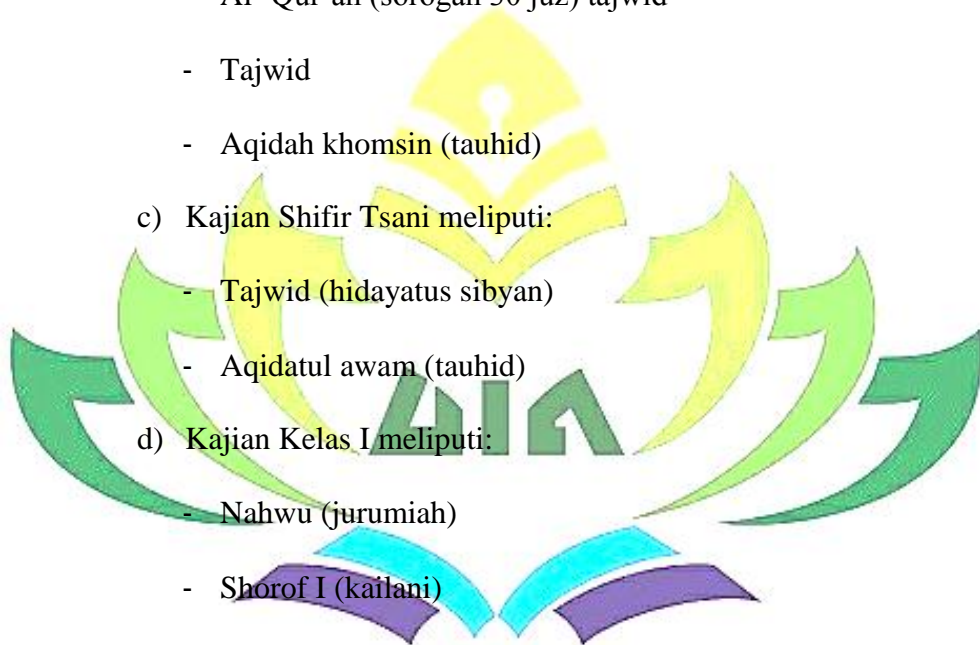 - Tajwid
- Aqidah khomsin (tauhid)
c) Kajian Shifir Tsani meliputi:
- Tajwid (hidayatus sibyan)
- Aqidatul awam (tauhid)
UIN
d) Kajian Kelas I meliputi:
- Nahwu (jurumiah)
- Shorof I (kailani)